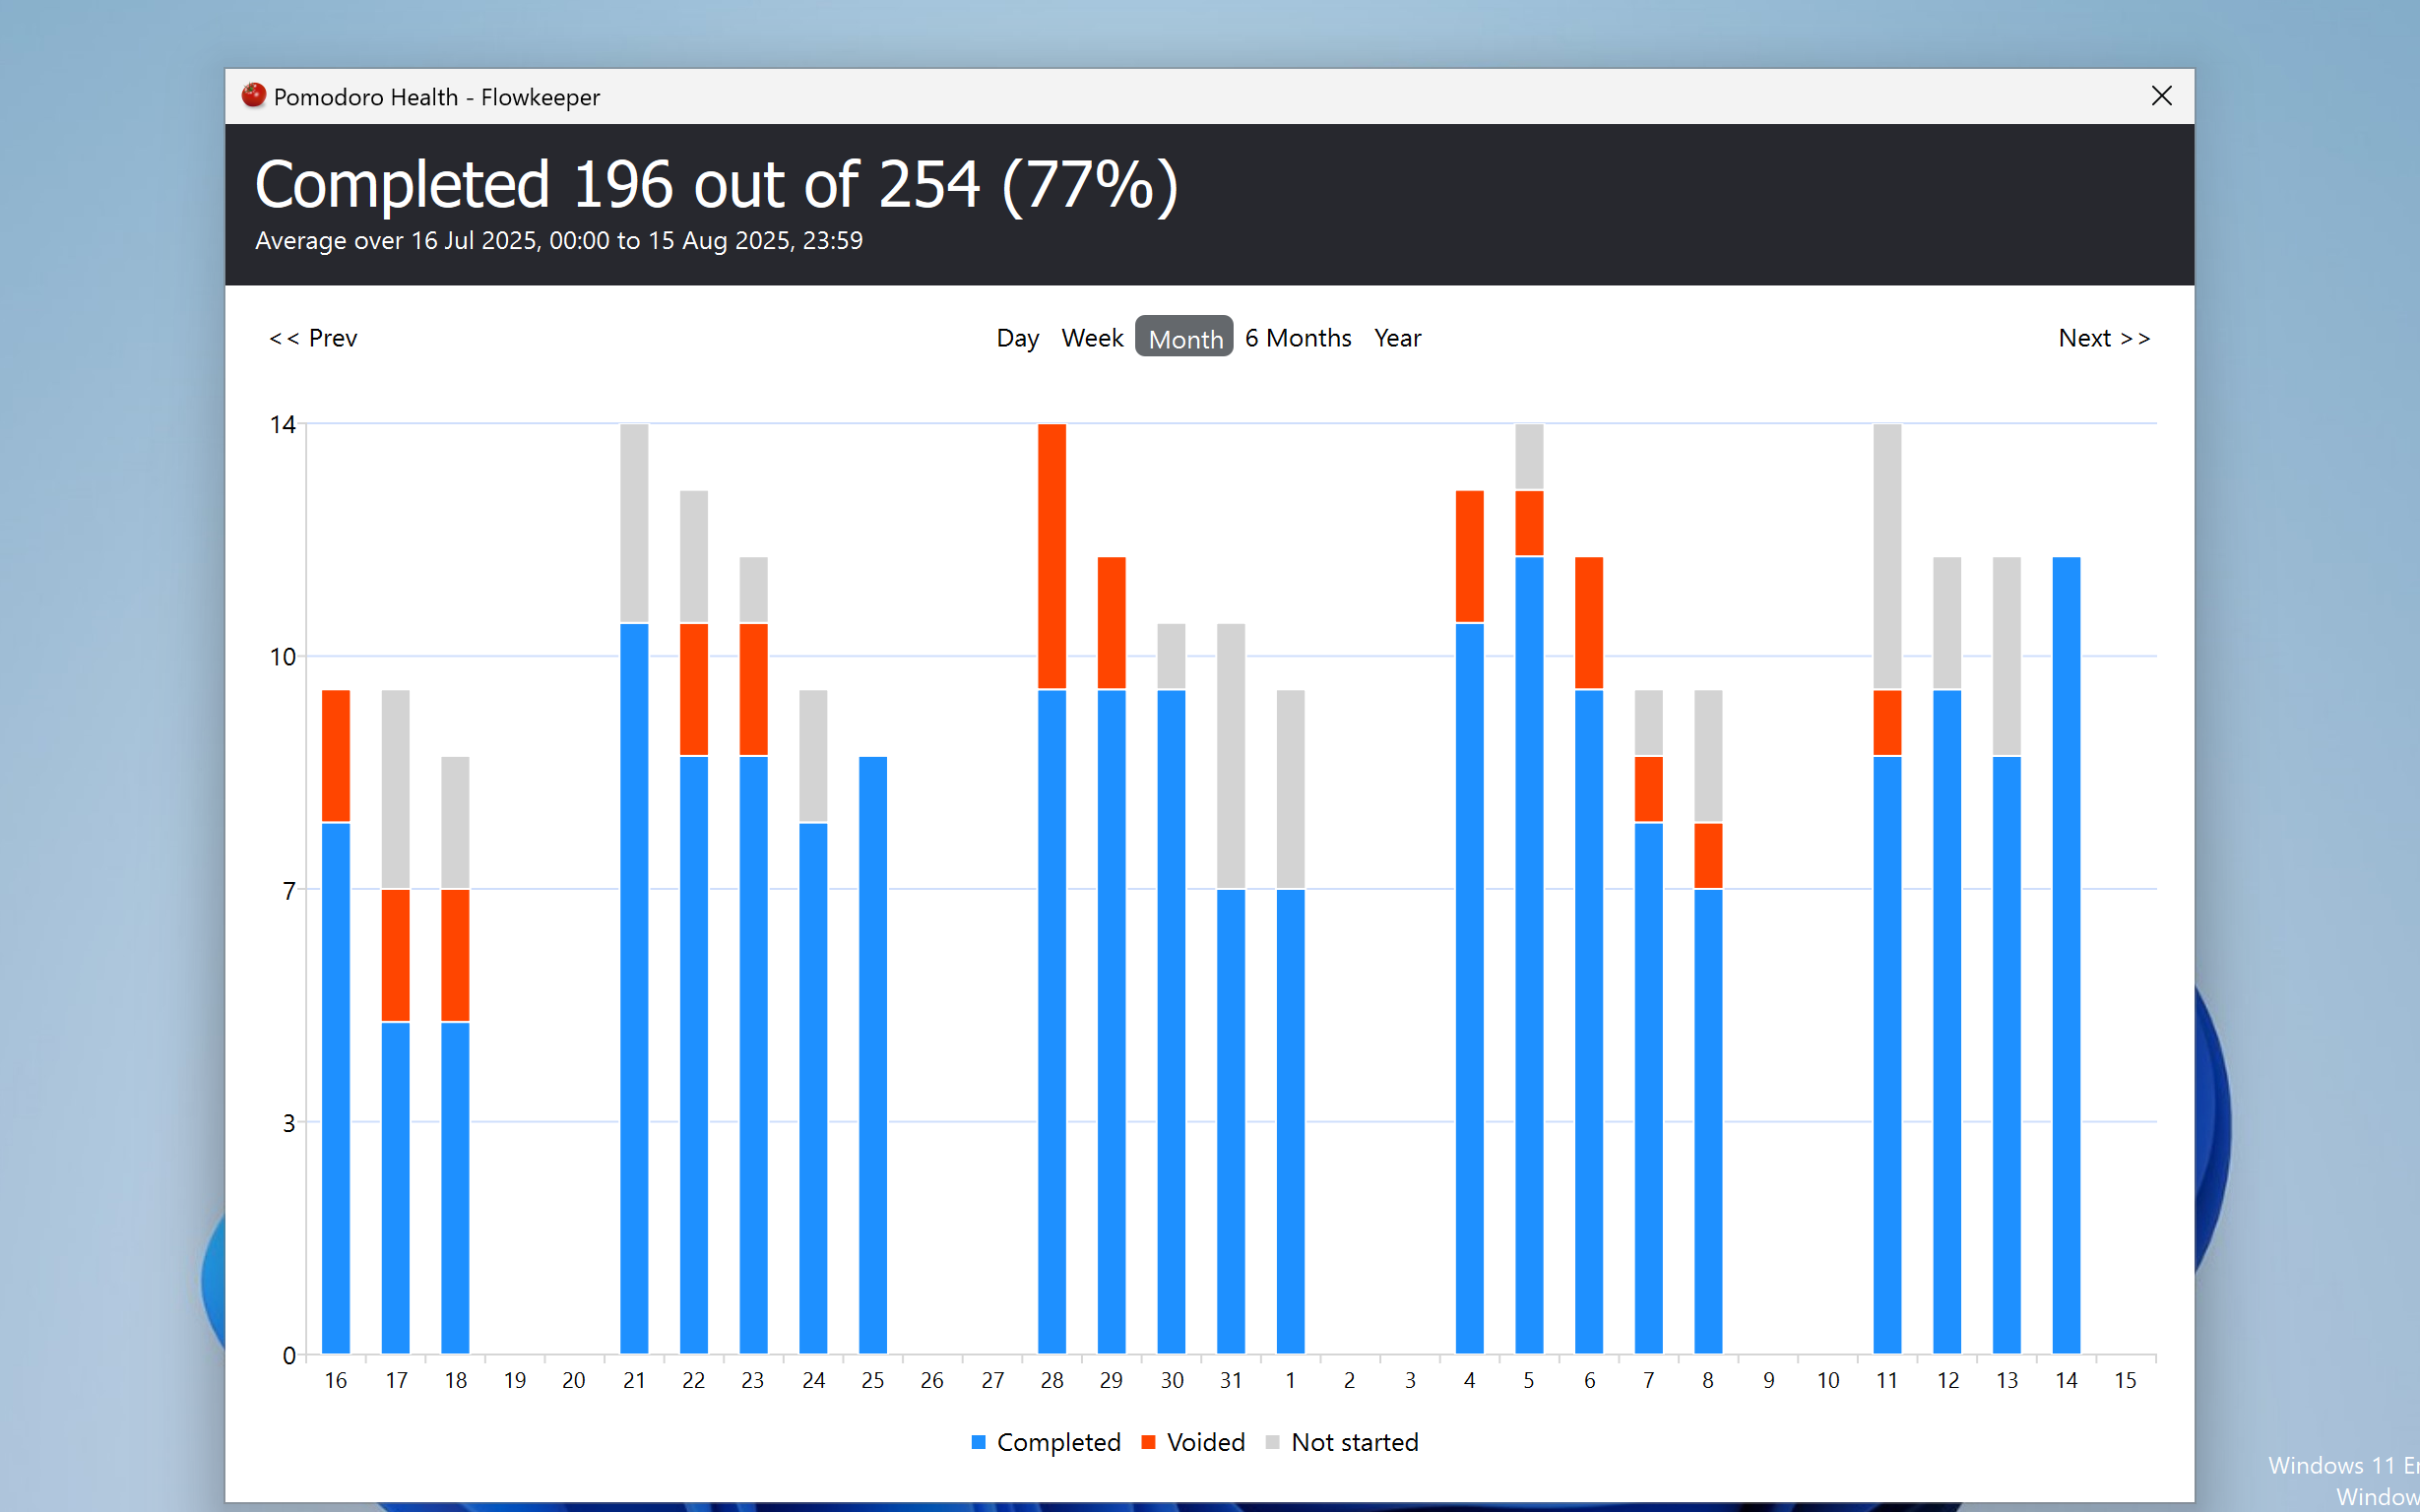 Pomodoro Health - Flowkeeper
Completed 196 out of 254 (77%)
Average over 16 Jul 2025, 00:00 to 15 Aug 2025, 23:59
<< Prev Day Week Month 6 Months Year Next >>
14
10
7
3
0
16 17 18 19 20 21 22 23 24 25 26 27 28 29 30 31 1 2 3 4 5 6 7 8 9 10 11 12 13 14 15
Completed Voided Not started
Windows 11
Window